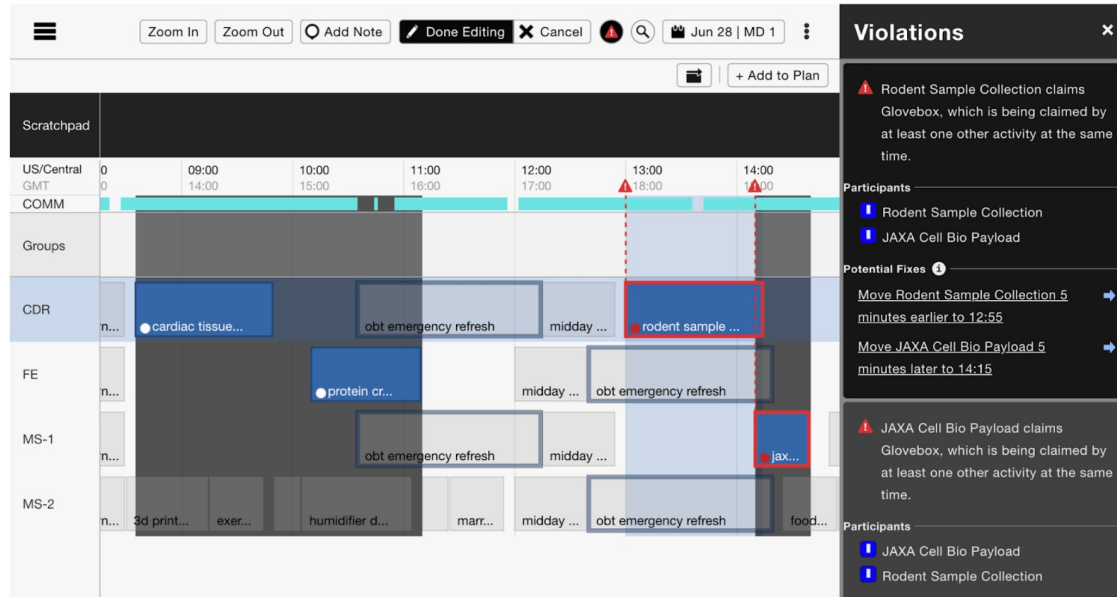 Zoom In
Zoom Out
Add Note
Done Editing
Cancel
Jun 28 | MD 1
+ Add to Plan
Scratchpad
US/Central 0 09:00 10:00 11:00 12:00 13:00 14:00
GMT 0 14:00 15:00 16:00 17:00 18:00
COMM
Groups
CDR
n...
cardiac tissue...
obt emergency refresh
midday ...
rodent sample ...
FE
n...
protein cr...
midday ...
obt emergency refresh
MS-1
n...
obt emergency refresh
midday ...
jax...
MS-2
n...
3d print...
exer...
humidifier d...
marr...
midday ...
obt emergency refresh
food...
Violations
×
Rodent Sample Collection claims
Glovebox, which is being claimed by
at least one other activity at the same
time.
Participants
Rodent Sample Collection
JAXA Cell Bio Payload
Potential Fixes i
Move Rodent Sample Collection 5
minutes earlier to 12:55
Move JAXA Cell Bio Payload 5
minutes later to 14:15
JAXA Cell Bio Payload claims
Glovebox, which is being claimed by
at least one other activity at the same
time.
Participants
JAXA Cell Bio Payload
Rodent Sample Collection